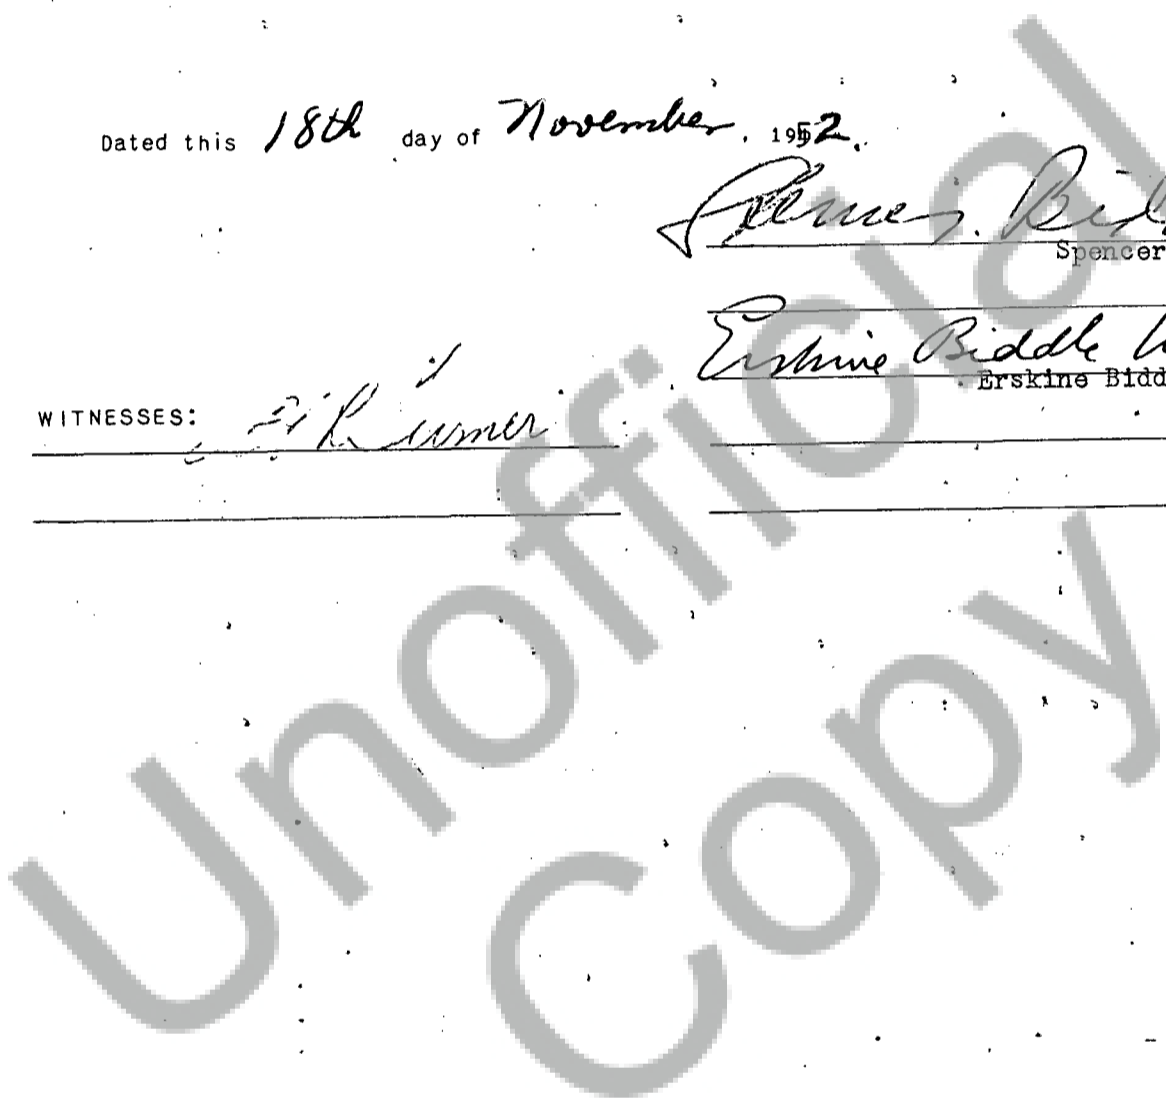 Dated this 18th day of November, 1952.
Spencer
Erskine Biddle
Erskine Bidd
WITNESSES:
Unofficial
Copy